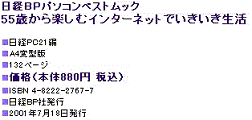 日経BPパソコンベストムック
55歳から楽しむインターネットでいきいき生活
■日経PC21編
■A4変型版
■132ページ
■価格(本体880円 税込)
■ISBN 4-8222-2767-7
■日経BP社発行
■2001年7月18日発行